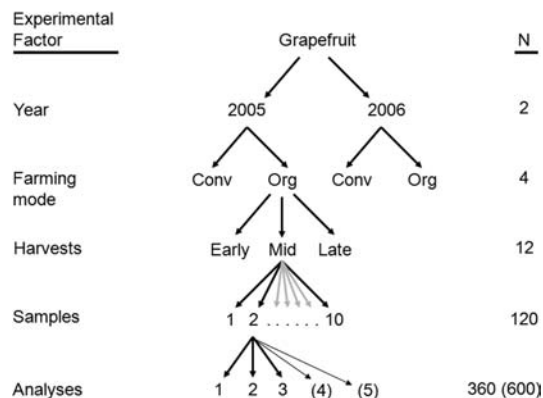 Experimental
Factor Grapefruit N
Year 2005 2006 2
Farming
mode Conv Org Conv Org 4
Harvests Early Mid Late 12
Samples 1 2 . . . . . . 10 120
Analyses 1 2 3 (4) (5) 360 (600)